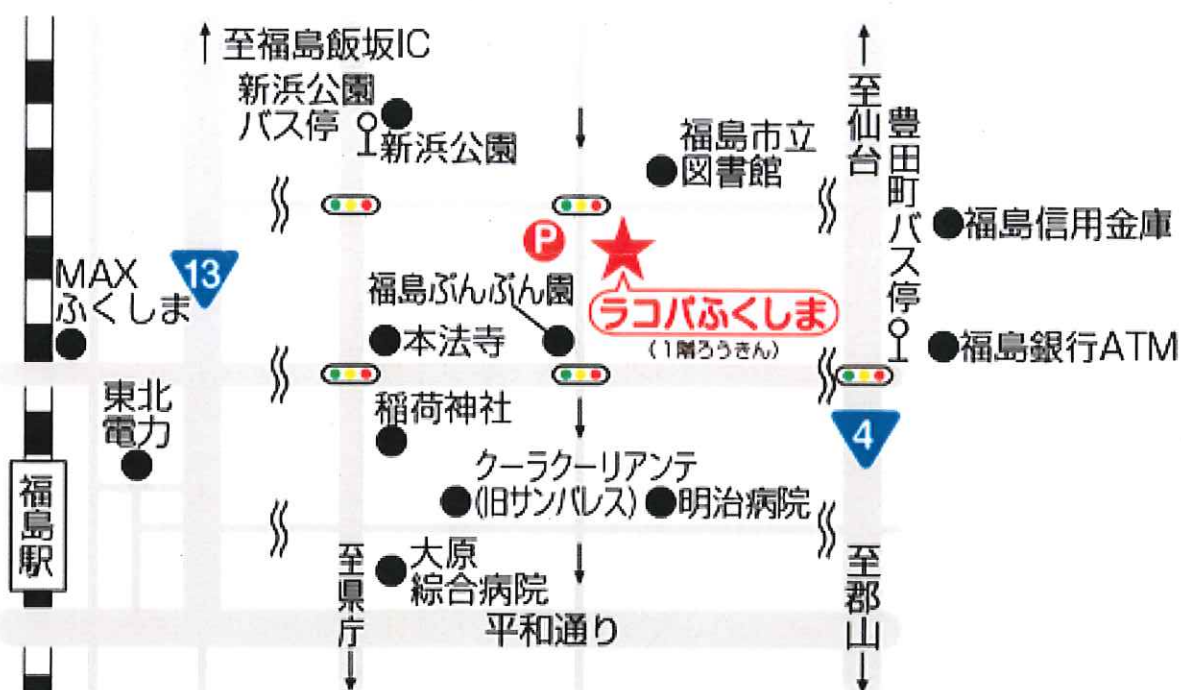 至福島飯坂IC
新浜公園
バス停
新浜公園
福島市立
図書館
至仙台
豊田町バス停
福島信用金庫
MAX
ふくしま
13
P
福島ぶんぶん園
ラコパふくしま
(1階ろうきん)
本法寺
福島銀行ATM
東北
電力
稲荷神社
4
クーラクーリアンテ
(旧サンパレス)
明治病院
福島駅
大原
綜合病院
至県庁
平和通り
至郡山